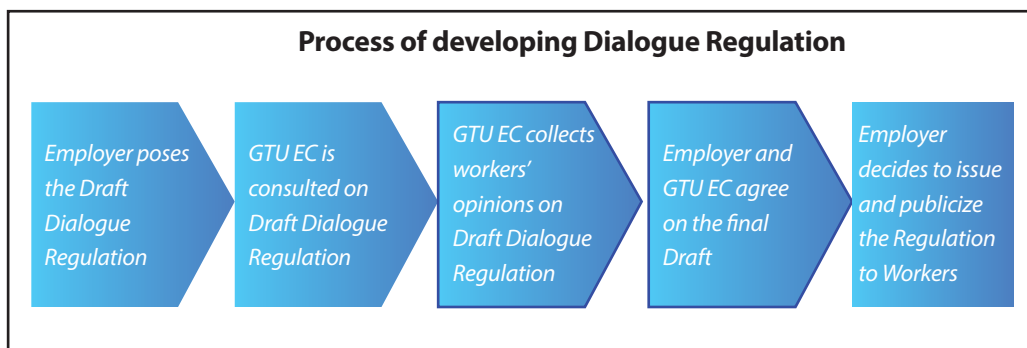 Process of developing Dialogue Regulation
Employer poses
the Draft
Dialogue
Regulation
GTU EC is
consulted on
Draft Dialogue
Regulation
GTU EC collects
workers’
opinions on
Draft Dialogue
Regulation
Employer and
GTU EC agree
on the final
Draft
Employer
decides to issue
and publicize
the Regulation
to Workers